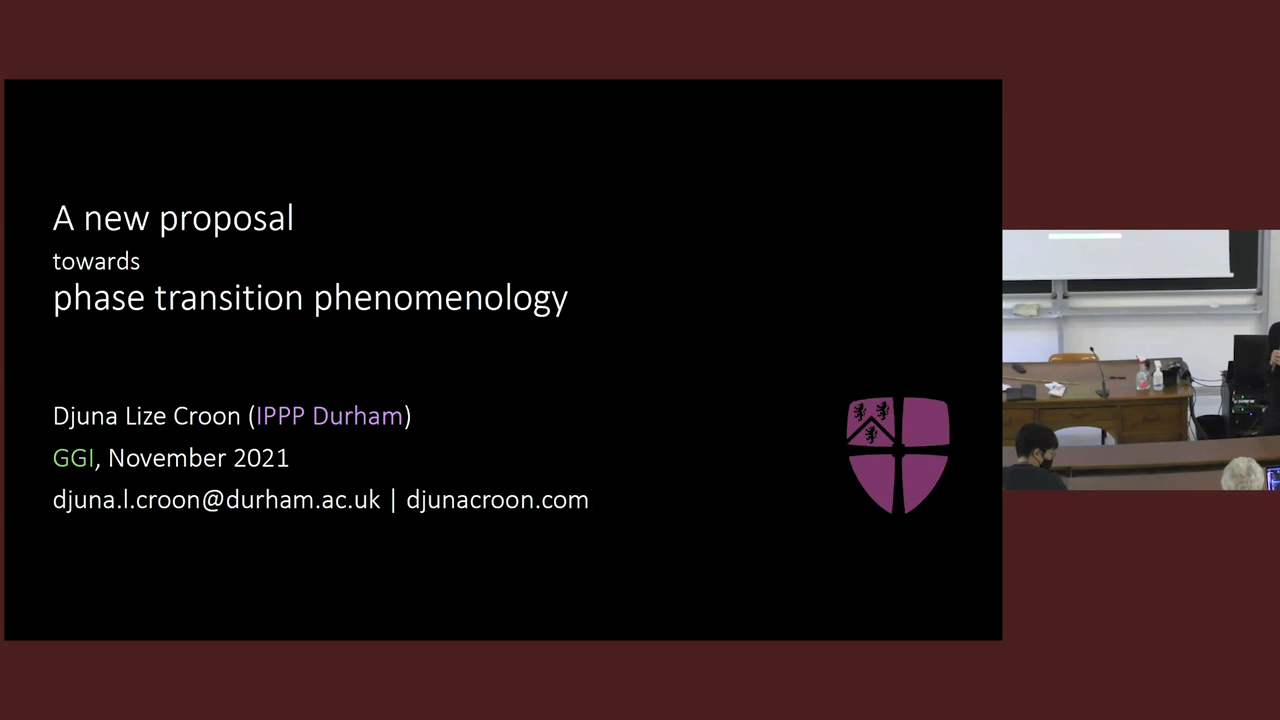 A new proposal
towards
phase transition phenomenology
Djuna Lize Croon (IPPP Durham)
GGI, November 2021
djuna.l.croon@durham.ac.uk | djunacroon.com